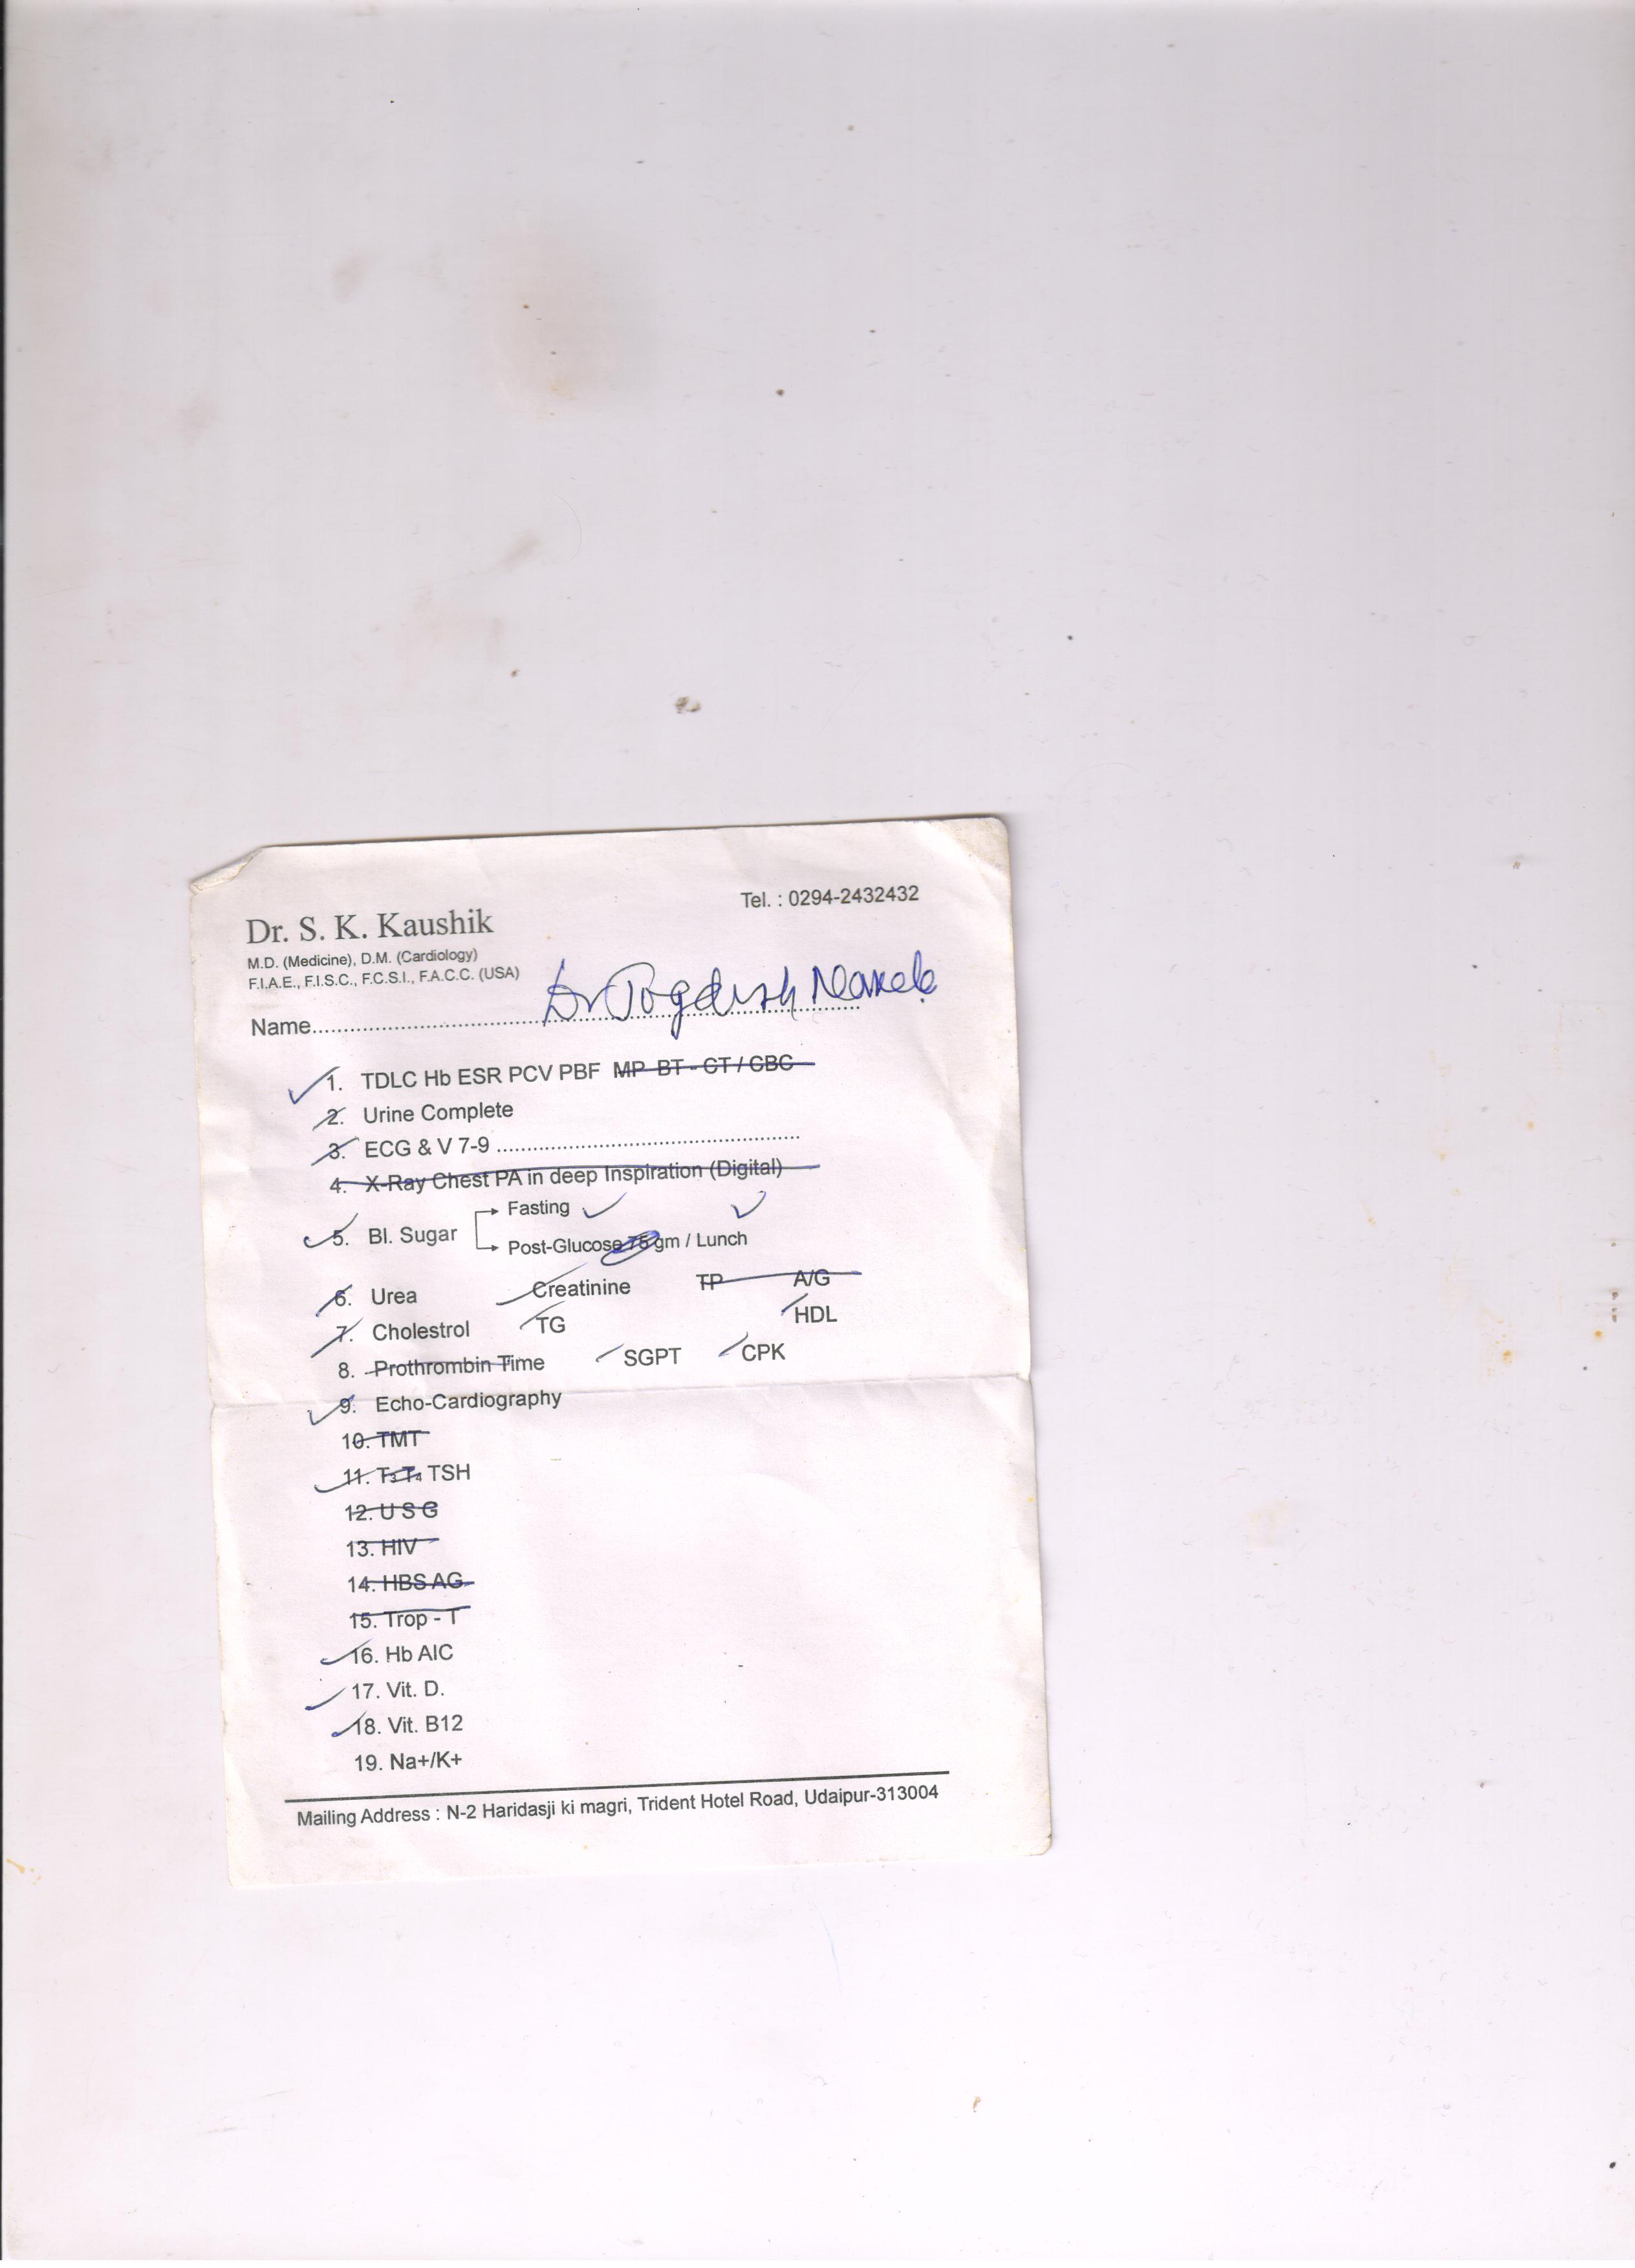 Tel. : 0294-2432432
Dr. S. K. Kaushik
M.D. (Medicine), D.M. (Cardiology)
F.I.A.E., F.I.S.C., F.C.S.I., F.A.C.C. (USA)
Name.......... Dr
1. TDLC Hb ESR PCV PBF MP BT - CT / CBC
2. Urine Complete
3. ECG & V 7-9 ..........
4. X-Ray Chest PA in deep Inspiration (Digital)
Fasting
5. Bl. Sugar
Post-Glucose 75 gm / Lunch
6. Urea Creatinine TP A/G
7. Cholestrol TG HDL
8. Prothrombin Time SGPT CPK
9. Echo-Cardiography
10. TMT
11. T3 T4 TSH
12. U S G
13. HIV
14. HBS AG
15. Trop - T
16. Hb AIC
17. Vit. D.
18. Vit. B12
19. Na+/K+
Mailing Address : N-2 Haridasji ki magri, Trident Hotel Road, Udaipur-313004